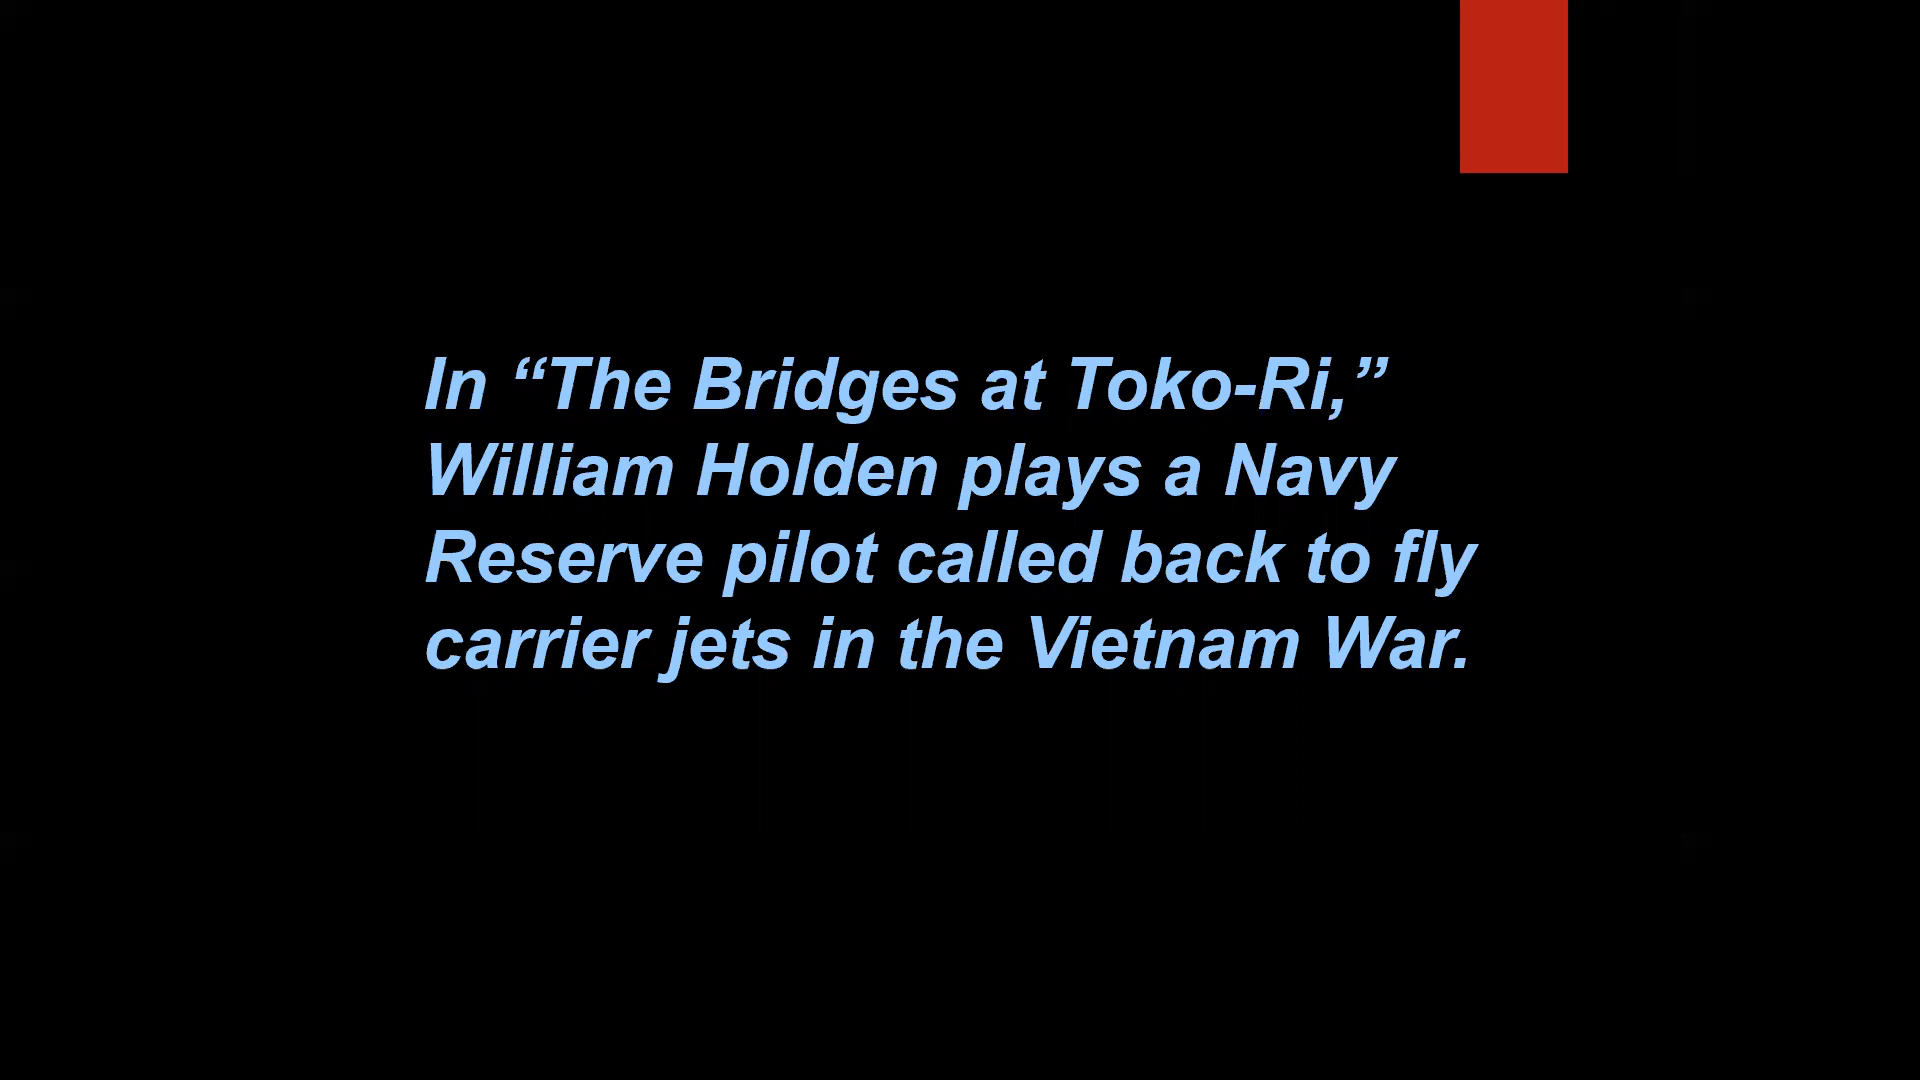 In “The Bridges at Toko-Ri,”
William Holden plays a Navy
Reserve pilot called back to fly
carrier jets in the Vietnam War.